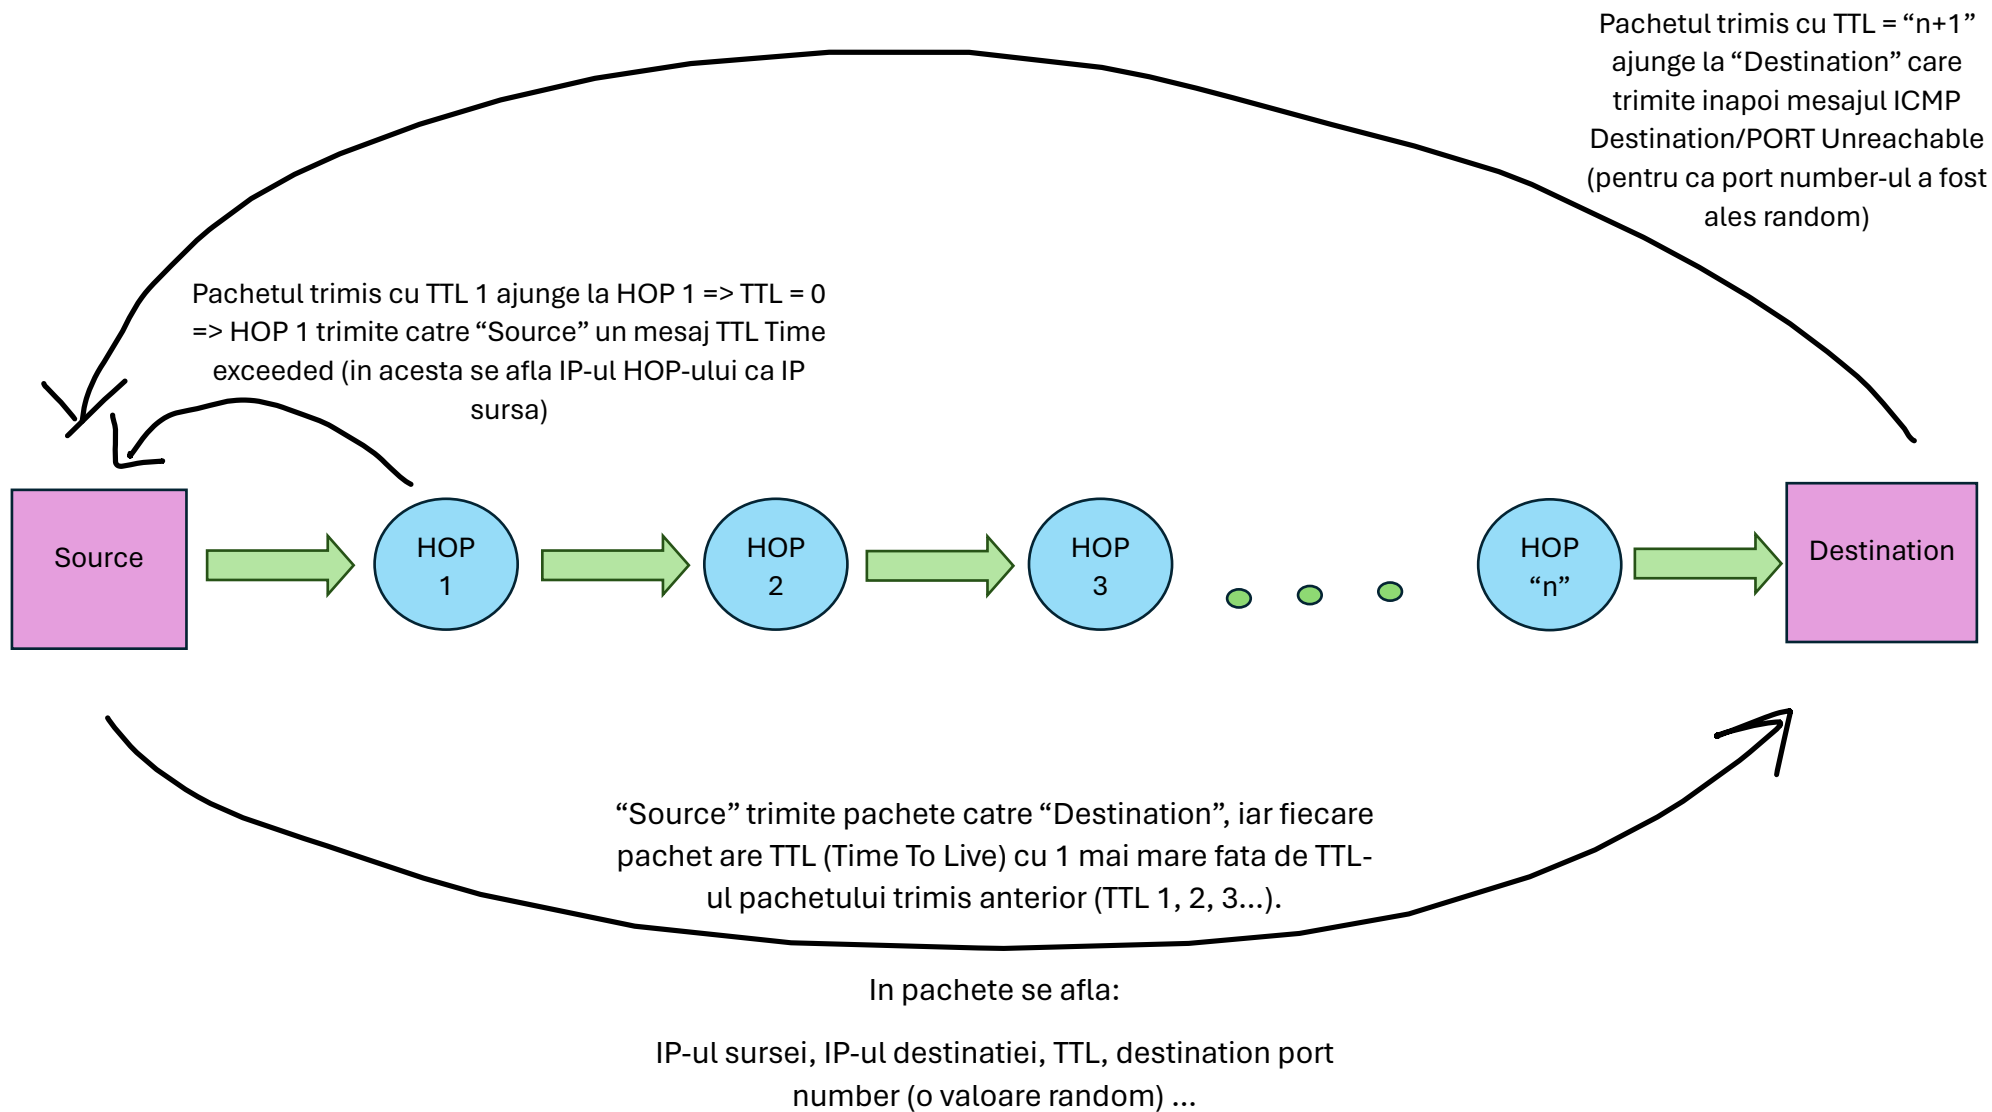 Pachetul trimis cu TTL = “n+1”
ajunge la “Destination” care
trimite inapoi mesajul ICMP
Destination/PORT Unreachable
(pentru ca port number-ul a fost
ales random)
Pachetul trimis cu TTL 1 ajunge la HOP 1 => TTL = 0
=> HOP 1 trimite catre “Source” un mesaj TTL Time
exceeded (in acesta se afla IP-ul HOP-ului ca IP
sursa)
Source
HOP
1
HOP
2
HOP
3
HOP
“n”
Destination
“Source” trimite pachete catre “Destination”, iar fiecare
pachet are TTL (Time To Live) cu 1 mai mare fata de TTL-
ul pachetului trimis anterior (TTL 1, 2, 3...).
In pachete se afla:
IP-ul sursei, IP-ul destinatiei, TTL, destination port
number (o valoare random) ...